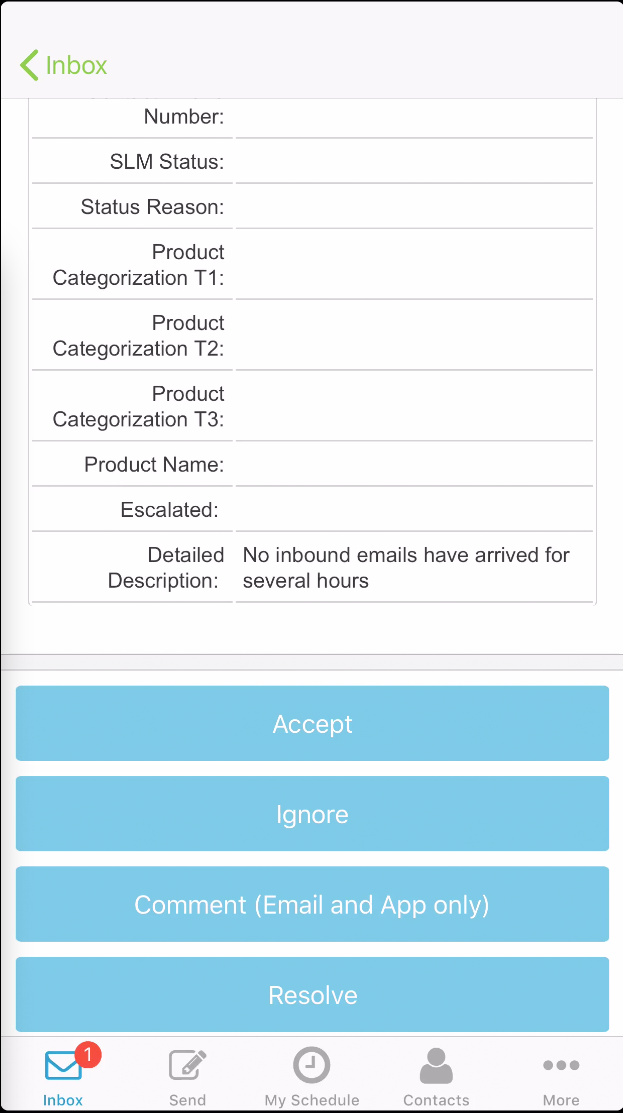 Inbox
Number:
SLM Status:
Status Reason:
Product
Categorization T1:
Product
Categorization T2:
Product
Categorization T3:
Product Name:
Escalated:
Detailed
Description:
No inbound emails have arrived for
several hours
Accept
Ignore
Comment (Email and App only)
Resolve
1
Inbox
Send
My Schedule
Contacts
More